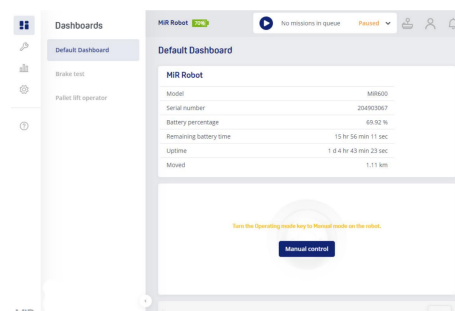 Dashboards
Default Dashboard
Brake test
Pallet lift operator
MiR Robot 70%
No missions in queue Paused
Default Dashboard
MiR Robot
Model MiR600
Serial number 204903067
Battery percentage 69.92 %
Remaining battery time 15 hr 56 min 11 sec
Uptime 1 d 4 hr 43 min 23 sec
Moved 1.11 km
Turn the Operating mode key to Manual mode on the robot.
Manual control